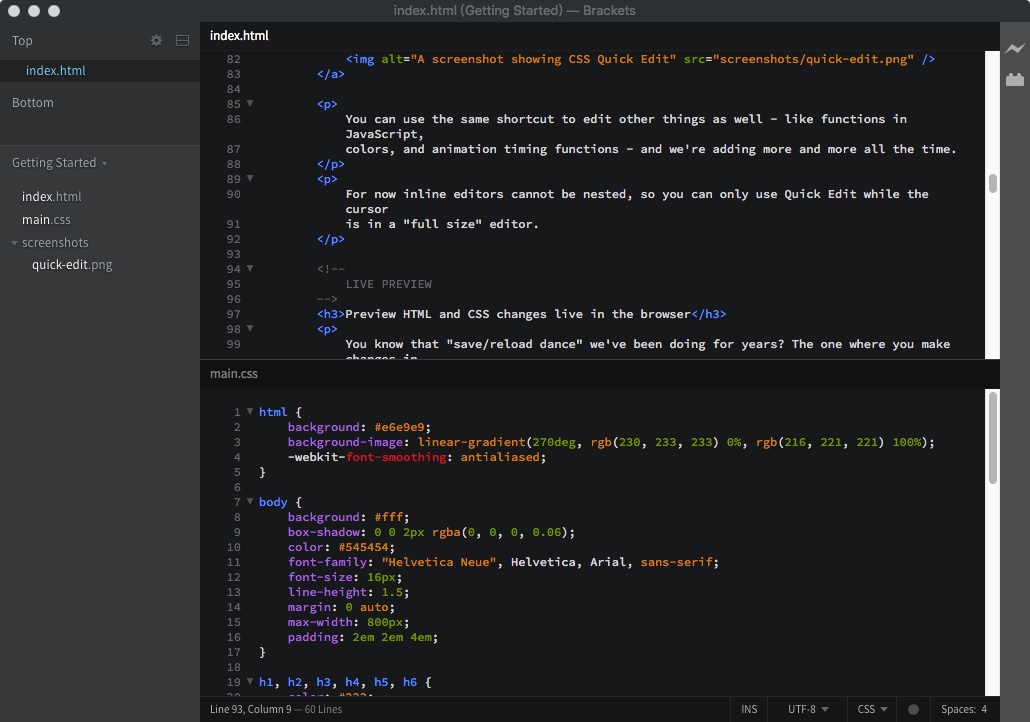 index.html (Getting Started) — Brackets
Top
index.html
Bottom
Getting Started
index.html
main.css
screenshots
quick-edit.png
index.html
82 <img alt="A screenshot showing CSS Quick Edit" src="screenshots/quick-edit.png" />
83 </a>
84
85 <p>
86 You can use the same shortcut to edit other things as well - like functions in
JavaScript,
87 colors, and animation timing functions - and we're adding more and more all the time.
88 </p>
89 <p>
90 For now inline editors cannot be nested, so you can only use Quick Edit while the
cursor
91 is in a "full size" editor.
92 </p>
93
94 <!--
95 LIVE PREVIEW
96 -->
97 <h3>Preview HTML and CSS changes live in the browser</h3>
98 <p>
99 You know that "save/reload dance" we've been doing for years? The one where you make
changes in
main.css
1 html {
2 background: #e6e9e9;
3 background-image: linear-gradient(270deg, rgb(230, 233, 233) 0%, rgb(216, 221, 221) 100%);
4 -webkit-font-smoothing: antialiased;
5 }
6
7 body {
8 background: #fff;
9 box-shadow: 0 0 2px rgba(0, 0, 0, 0.06);
10 color: #545454;
11 font-family: "Helvetica Neue", Helvetica, Arial, sans-serif;
12 font-size: 16px;
13 line-height: 1.5;
14 margin: 0 auto;
15 max-width: 800px;
16 padding: 2em 2em 4em;
17 }
18
19 h1, h2, h3, h4, h5, h6 {
20 color: #222;
Line 93, Column 9 — 60 Lines
INS
UTF-8
CSS
Spaces: 4